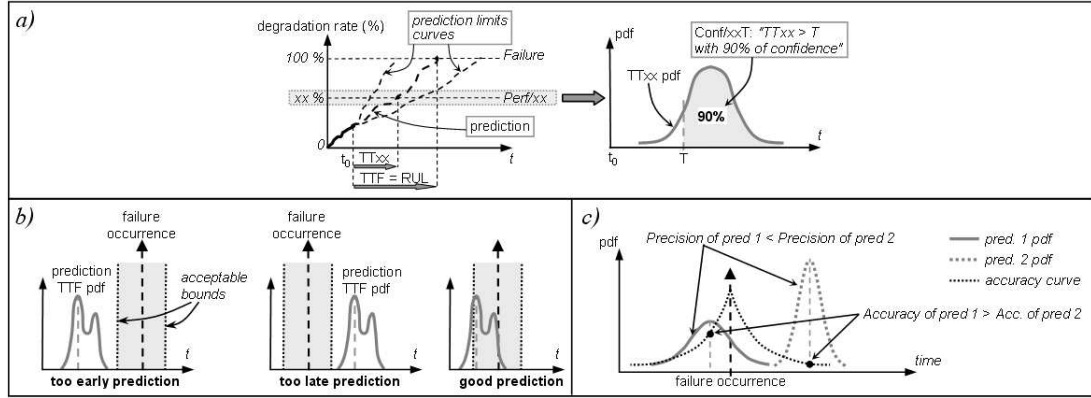 a)
degradation rate (%)
prediction limits
curves
100 %
Failure
xx %
Perf/xx
prediction
0
t0
t
TTxx
TTF = RUL
pdf
Conf/xxT: "TTxx > T
with 90% of confidence"
TTxx pdf
90%
t0
T
t
b)
failure
occurrence
prediction
TTF pdf
acceptable
bounds
t
too early prediction
failure
occurrence
prediction
TTF pdf
t
too late prediction
t
good prediction
c)
pdf
Precision of pred 1 < Precision of pred 2
pred. 1 pdf
pred. 2 pdf
accuracy curve
Accuracy of pred 1 > Acc. of pred 2
time
failure occurrence